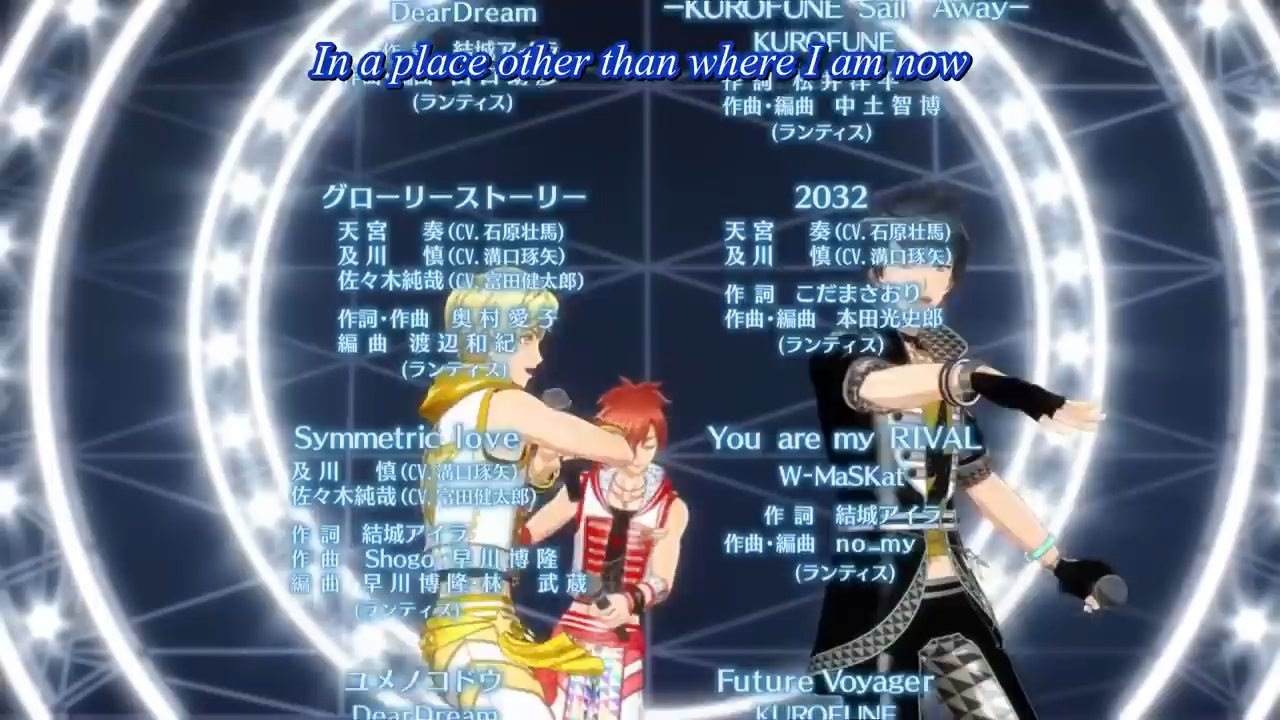 DearDream
−KUROFUNE Sail Away−
KUROFUNE
In a place other than where I am now
(ランティス)
作曲・編曲 中土智博
(ランティス)
グローリーストーリー
天宮 奏(CV.石原壮馬)
及川 慎(CV.溝口琢矢)
佐々木純哉(CV.富田健太郎)
作詞・作曲 奥村愛子
編曲 渡辺和紀
(ランティス)
2032
天宮 奏(CV.石原壮馬)
及川 慎(CV.溝口琢矢)
作詞 こだまさおり
作曲・編曲 本田光史郎
(ランティス)
Symmetric love
及川 慎(CV.溝口琢矢)
佐々木純哉(CV.富田健太郎)
作詞 結城アイラ
作曲 Shogo 早川博隆
編曲 早川博隆・林 武蔵
(ランティス)
You are my RIVAL
W-MaSKat
作詞 結城アイラ
作曲・編曲 no_my
(ランティス)
ユメノコドウ
DearDream
Future Voyager
KUROFUNE